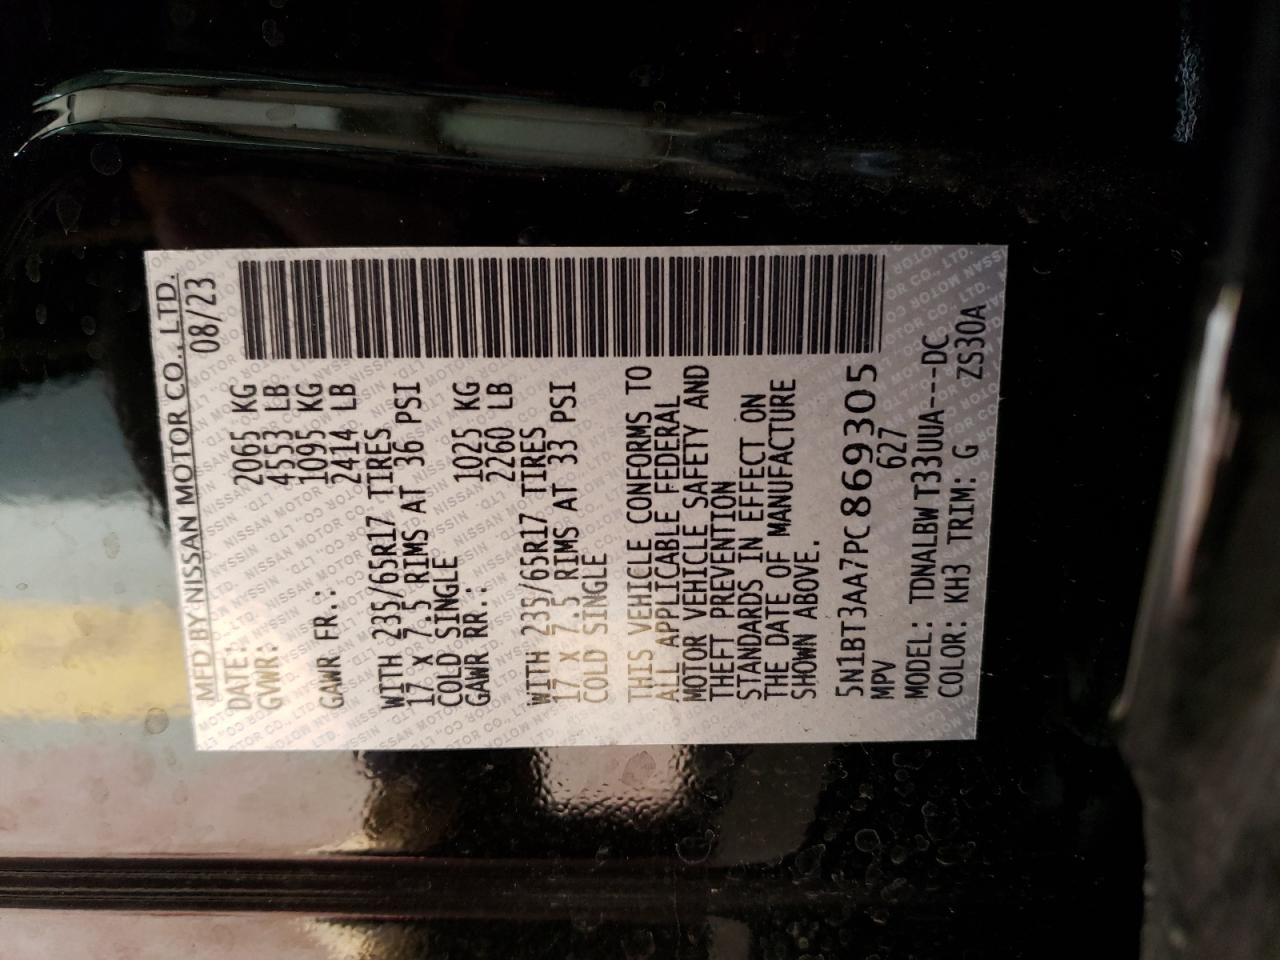 MFD BY NISSAN MOTOR CO., LTD.
DATE: 08/23
GVWR: 2065 KG
4553 LB
GAWR FR.: 1095 KG
2414 LB
WITH 235/65R17 TIRES
17 x 7.5 RIMS AT 36 PSI
COLD SINGLE
GAWR RR.: 1025 KG
2260 LB
WITH 235/65R17 TIRES
17 x 7.5 RIMS AT 33 PSI
COLD SINGLE
THIS VEHICLE CONFORMS TO
ALL APPLICABLE FEDERAL
MOTOR VEHICLE SAFETY AND
THEFT PREVENTION
STANDARDS IN EFFECT ON
THE DATE OF MANUFACTURE
SHOWN ABOVE.
5N1BT3AA7PC869305
MPV 627
MODEL: TDNALBW T33UUA---DC
COLOR: KH3 TRIM: G ZS30A